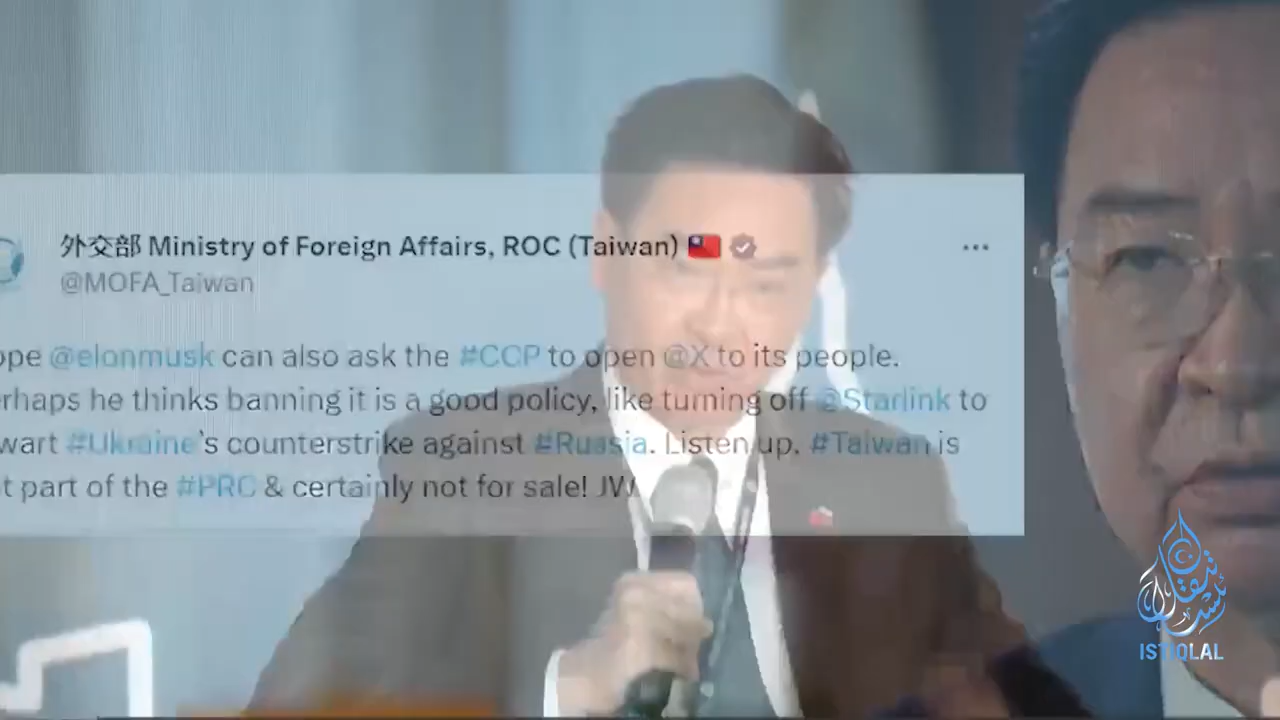 外交部 Ministry of Foreign Affairs, ROC (Taiwan)
@MOFA_Taiwan
ope @elonmusk can also ask the #CCP to open @X to its people.
erhaps he thinks banning it is a good policy, like turning off @Starlink to
wart #Ukraine's counterstrike against #Russia. Listen up, #Taiwan is
t part of the #PRC & certainly not for sale! JW
ISTIQLAL